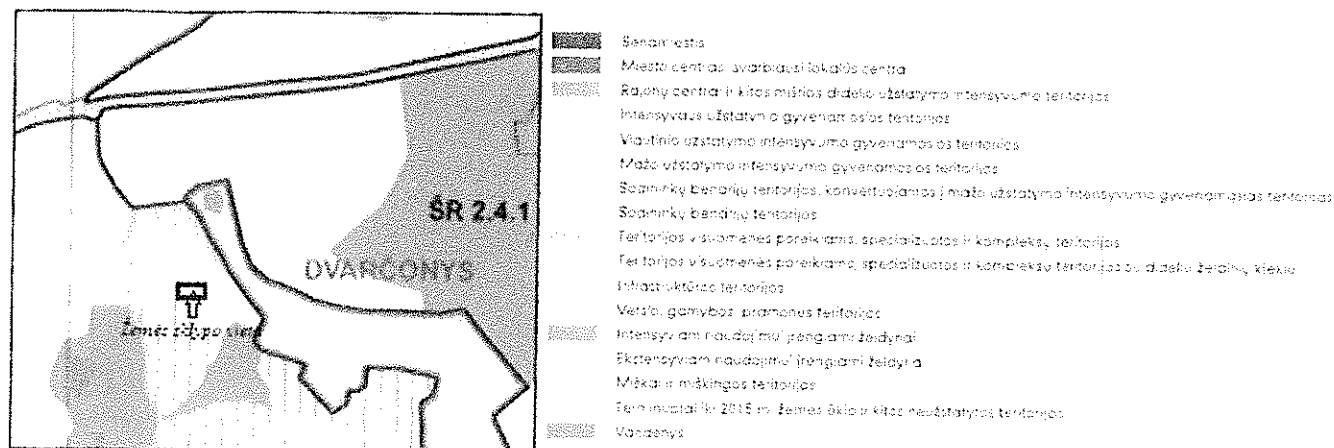 ŠR 2.4.1
DVARČONYS
Žemės sklypo vieta
Senamiestis
Miesto centras, svarbiausi lokalūs centrai
Rajonų centrai ir kitos mišrios didelio užstatymo intensyvumo teritorijos
Intensyvaus užstatymo gyvenamosios teritorijos
Vidutinio užstatymo intensyvumo gyvenamosios teritorijos
Mažo užstatymo intensyvumo gyvenamosios teritorijos
Sodininkų bendrijų teritorijos, konvertuojamos į mažo užstatymo intensyvumo gyvenamąsias teritorijas
Sodininkų bendrijų teritorijos
Teritorijos visuomenės poreikiams, specializuotos ir kompleksų teritorijos
Teritorijos visuomenės poreikiams, specializuotos ir kompleksų teritorijos su dideliu želdinių kiekiu
Infrastruktūros teritorijos
Verslo, gamybos, pramonės teritorijos
Intensyviam naudojimui įrengiami želdynai
Ekstensyviam naudojimui įrengiami želdynai
Miškai ir miškingos teritorijos
Terminuotai iki 2015 m. žemės ūkio ir kitos neužstatytos teritorijos
Vandenys